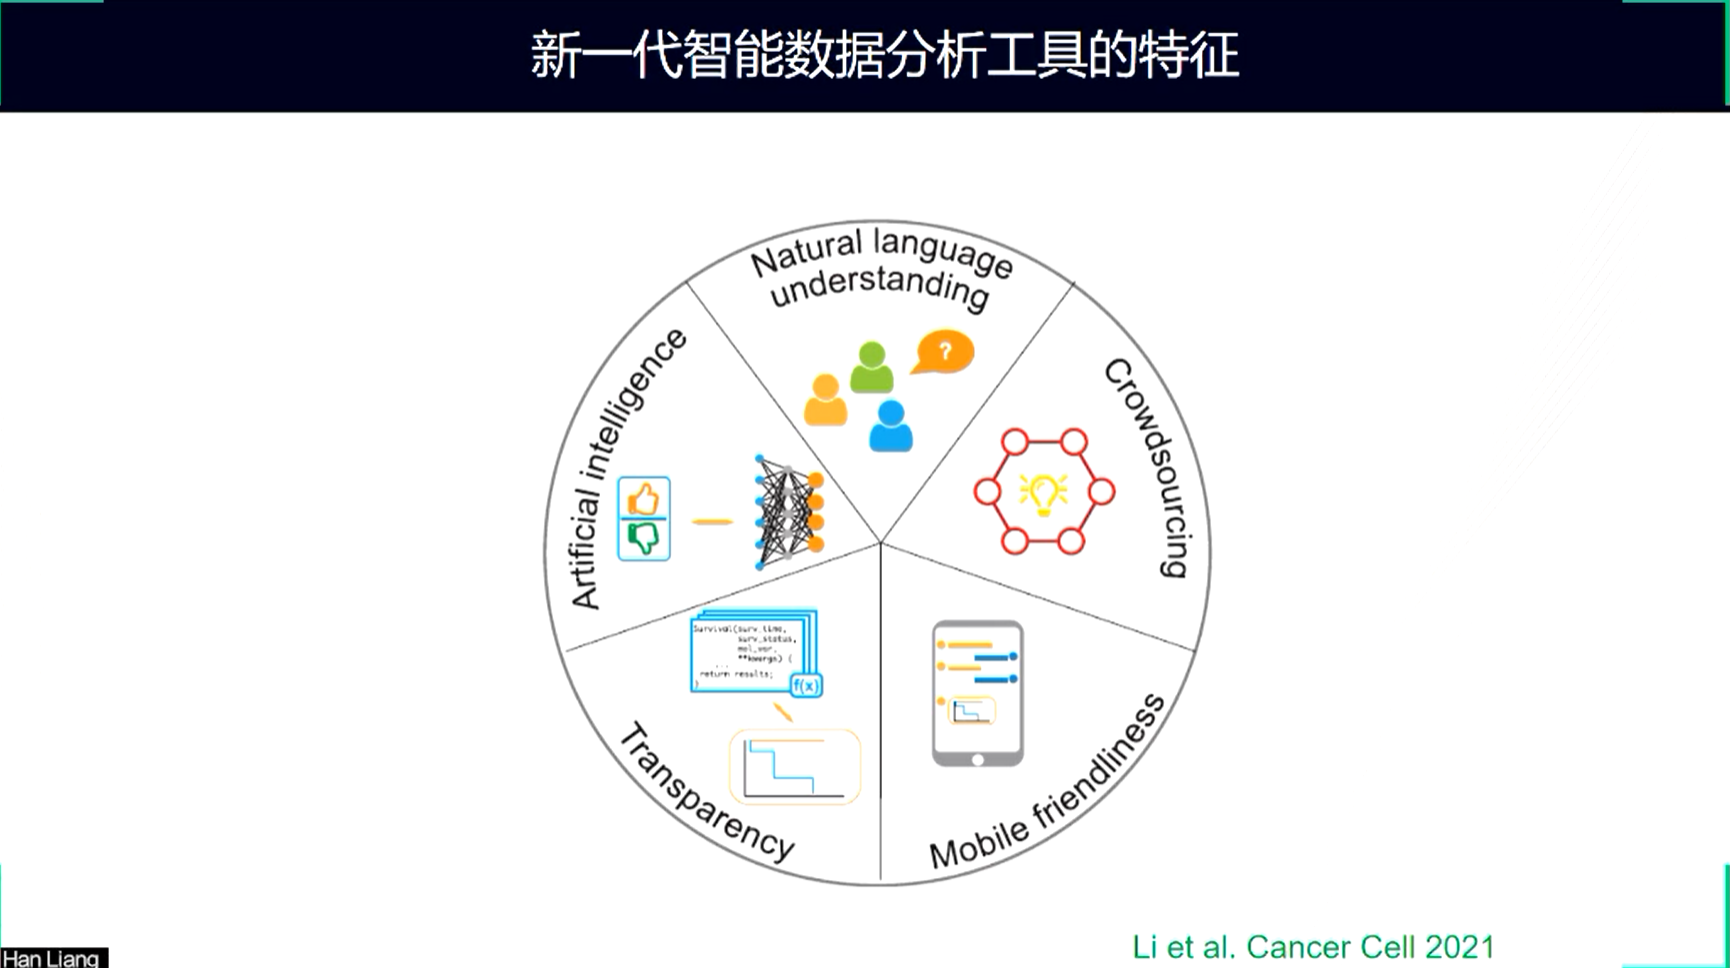 新一代智能数据分析工具的特征
Natural language
understanding
?
Crowdsourcing
Artificial intelligence
Survival(surv_time,
surv_status,
mol_var,
**kwargs) {
...
return results;
}
f(x)
Transparency
Mobile friendliness
Li et al. Cancer Cell 2021
Han Liang